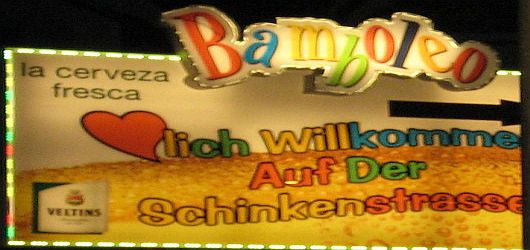 Bamboleo
la cerveza
fresca
lich Willkomme
Auf Der
Schinkenstrasse
VELTINS